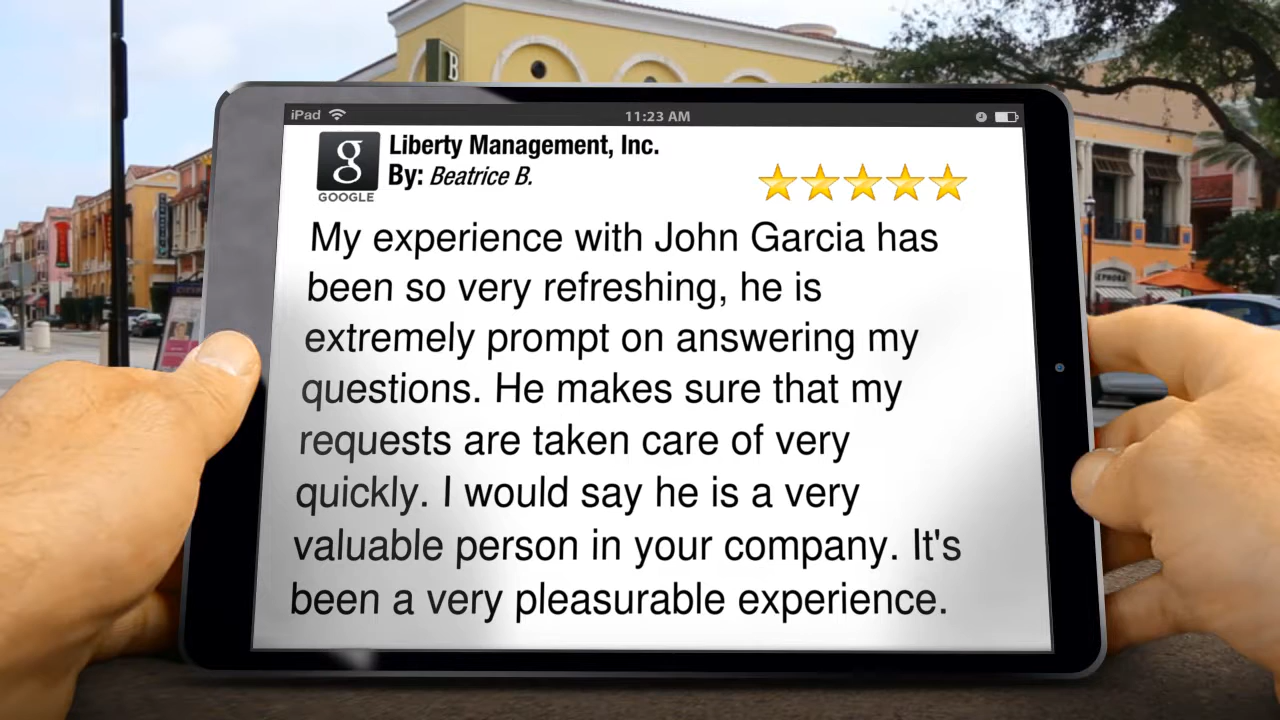 B
iPad
11:23 AM
g
GOOGLE
Liberty Management, Inc.
By: Beatrice B.
My experience with John Garcia has
been so very refreshing, he is
extremely prompt on answering my
questions. He makes sure that my
requests are taken care of very
quickly. I would say he is a very
valuable person in your company. It's
been a very pleasurable experience.
SEPHORA